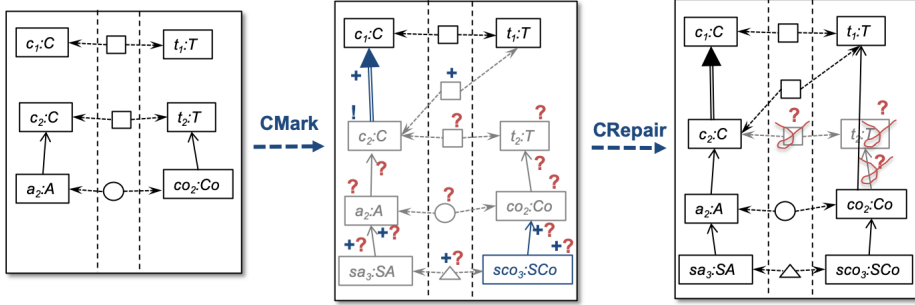 c₁:C t₁:T
c₂:C t₂:T
a₂:A co₂:Co
CMark
c₁:C t₁:T
+ +
! ? ?
c₂:C t₂:T
? ?
? ? ?
a₂:A co₂:Co
+? +?
+? +? +?
sa₃:SA sco₃:SCo
CRepair
c₁:C t₁:T
? ?
c₂:C t₂:T
?
a₂:A co₂:Co
sa₃:SA sco₃:SCo